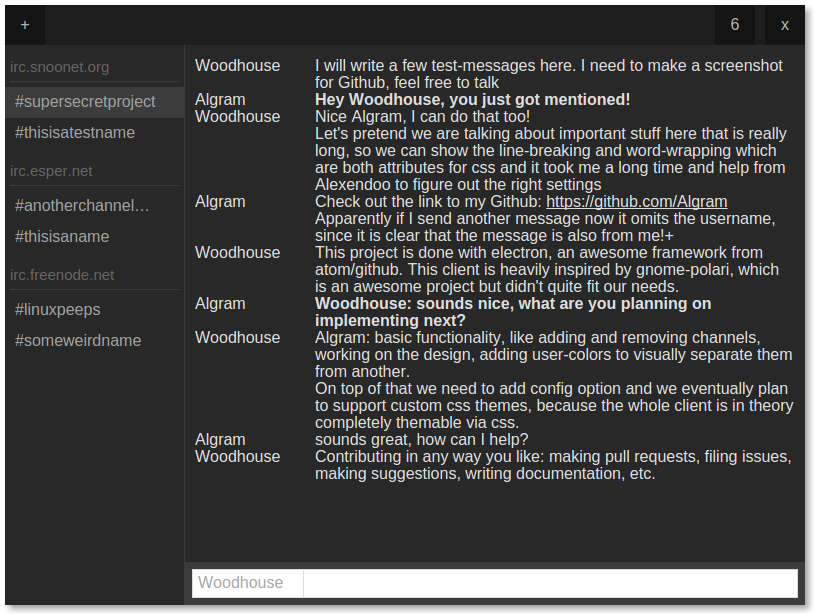 +
6
x
irc.snoonet.org
#supersecretproject
#thisisatestname
irc.esper.net
#anotherchannel…
#thisisaname
irc.freenode.net
#linuxpeeps
#someweirdname
Woodhouse I will write a few test-messages here. I need to make a screenshot
for Github, feel free to talk
Algram Hey Woodhouse, you just got mentioned!
Woodhouse Nice Algram, I can do that too!
Let's pretend we are talking about important stuff here that is really
long, so we can show the line-breaking and word-wrapping which
are both attributes for css and it took me a long time and help from
Alexendoo to figure out the right settings
Algram Check out the link to my Github: https://github.com/Algram
Apparently if I send another message now it omits the username,
since it is clear that the message is also from me!+
Woodhouse This project is done with electron, an awesome framework from
atom/github. This client is heavily inspired by gnome-polari, which
is an awesome project but didn't quite fit our needs.
Algram Woodhouse: sounds nice, what are you planning on
implementing next?
Woodhouse Algram: basic functionality, like adding and removing channels,
working on the design, adding user-colors to visually separate them
from another.
On top of that we need to add config option and we eventually plan
to support custom css themes, because the whole client is in theory
completely themable via css.
Algram sounds great, how can I help?
Woodhouse Contributing in any way you like: making pull requests, filing issues,
making suggestions, writing documentation, etc.
Woodhouse